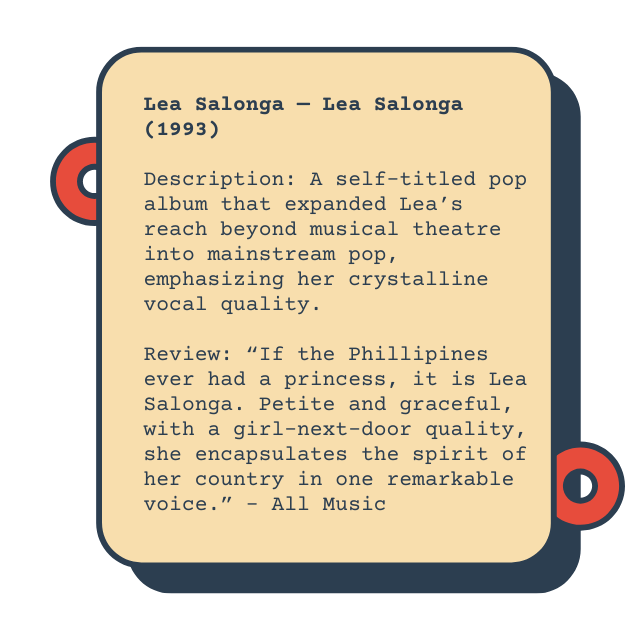 Lea Salonga — Lea Salonga
(1993)
Description: A self-titled pop
album that expanded Lea’s
reach beyond musical theatre
into mainstream pop,
emphasizing her crystalline
vocal quality.
Review: “If the Phillipines
ever had a princess, it is Lea
Salonga. Petite and graceful,
with a girl-next-door quality,
she encapsulates the spirit of
her country in one remarkable
voice.” - All Music